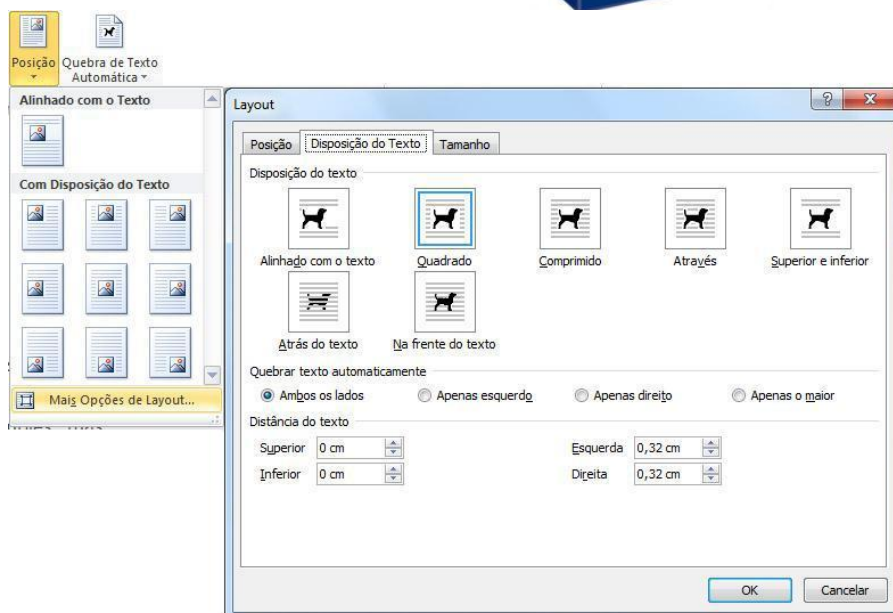 Posição Quebra de Texto
Automática
Alinhado com o Texto
Com Disposição do Texto
Mais Opções de Layout...
Layout
Posição Disposição do Texto Tamanho
Disposição do texto
Alinhado com o texto Quadrado Comprimido Através Superior e inferior
Atrás do texto Na frente do texto
Quebrar texto automaticamente
Ambos os lados Apenas esquerdo Apenas direito Apenas o maior
Distância do texto
Superior 0 cm Esquerda 0,32 cm
Inferior 0 cm Direita 0,32 cm
OK Cancelar